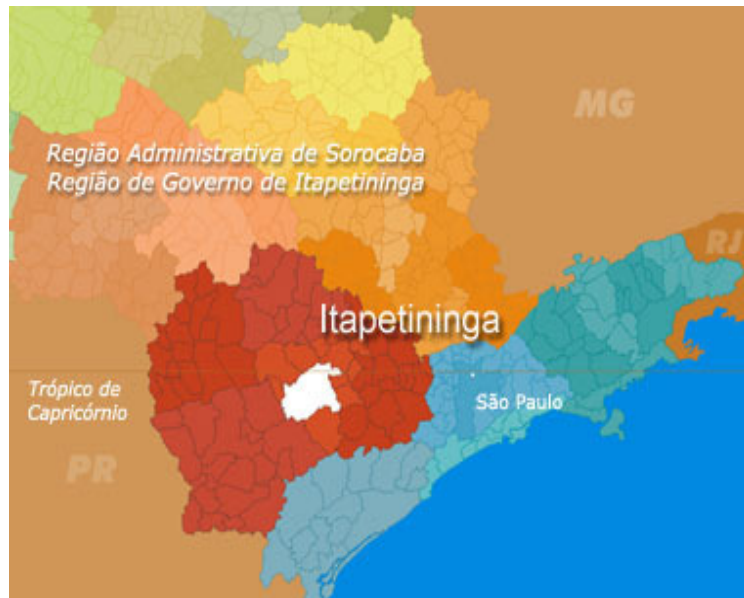 MG
Região Administrativa de Sorocaba
Região de Governo de Itapetininga
RJ
Itapetininga
Trópico de
Capricórnio
São Paulo
PR